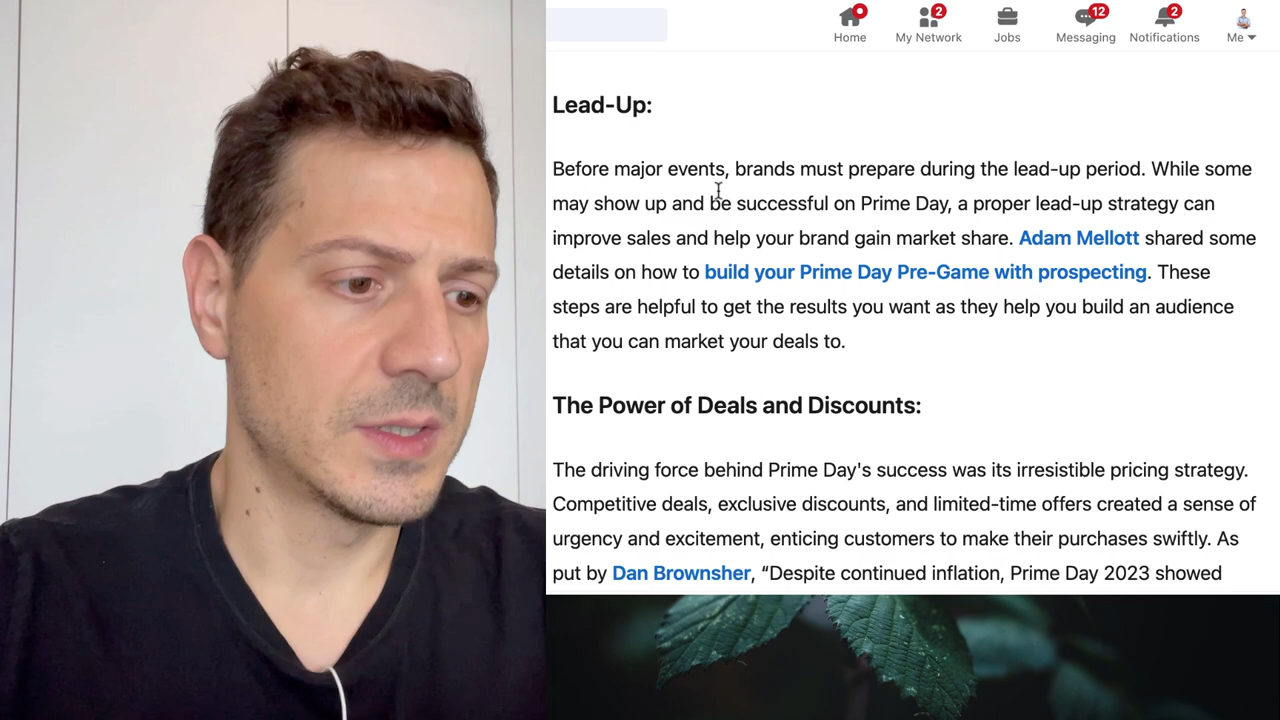 2
12
2
Home
My Network
Jobs
Messaging
Notifications
Me
Lead-Up:
Before major events, brands must prepare during the lead-up period. While some
may show up and be successful on Prime Day, a proper lead-up strategy can
improve sales and help your brand gain market share. Adam Mellott shared some
details on how to build your Prime Day Pre-Game with prospecting. These
steps are helpful to get the results you want as they help you build an audience
that you can market your deals to.
The Power of Deals and Discounts:
The driving force behind Prime Day's success was its irresistible pricing strategy.
Competitive deals, exclusive discounts, and limited-time offers created a sense of
urgency and excitement, enticing customers to make their purchases swiftly. As
put by Dan Brownsher, “Despite continued inflation, Prime Day 2023 showed